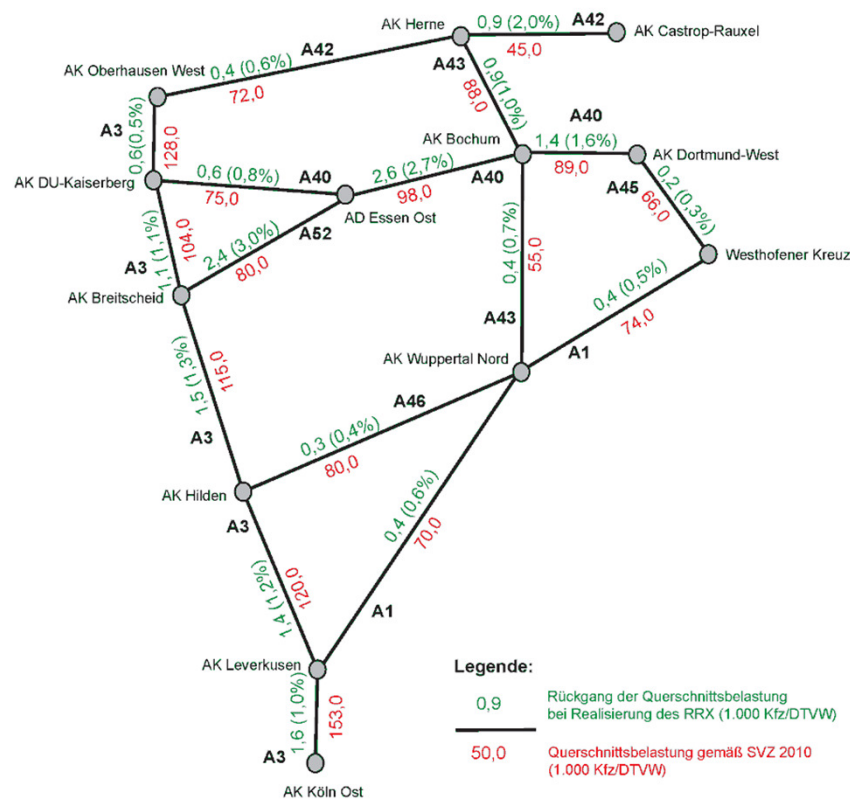 AK Herne
0,9 (2,0%)
A42
AK Castrop-Rauxel
45,0
A42
AK Oberhausen West
0,4 (0,6%)
72,0
A43
0,9(1,0%)
88,0
A3
0,6(0,5%)
128,0
AK Bochum
A40
1,4 (1,6%)
89,0
AK Dortmund-West
AK DU-Kaiserberg
0,6 (0,8%)
A40
75,0
2,6 (2,7%)
98,0
A40
AD Essen Ost
A45
0,2 (0,3%)
66,0
A3
1,1 (1,1%)
104,0
2,4 (3,0%)
A52
80,0
0,4 (0,7%)
55,0
A43
Westhofener Kreuz
AK Breitscheid
0,4 (0,5%)
74,0
A1
AK Wuppertal Nord
1,5 (1,3%)
115,0
A3
A46
0,3 (0,4%)
80,0
AK Hilden
A3
0,4 (0,6%)
70,0
A1
1,4 (1,2%)
120,0
AK Leverkusen
1,6 (1,0%)
153,0
A3
AK Köln Ost
Legende:
0,9
Rückgang der Querschnittsbelastung
bei Realisierung des RRX (1.000 Kfz/DTVW)
50,0
Querschnittsbelastung gemäß SVZ 2010
(1.000 Kfz/DTVW)